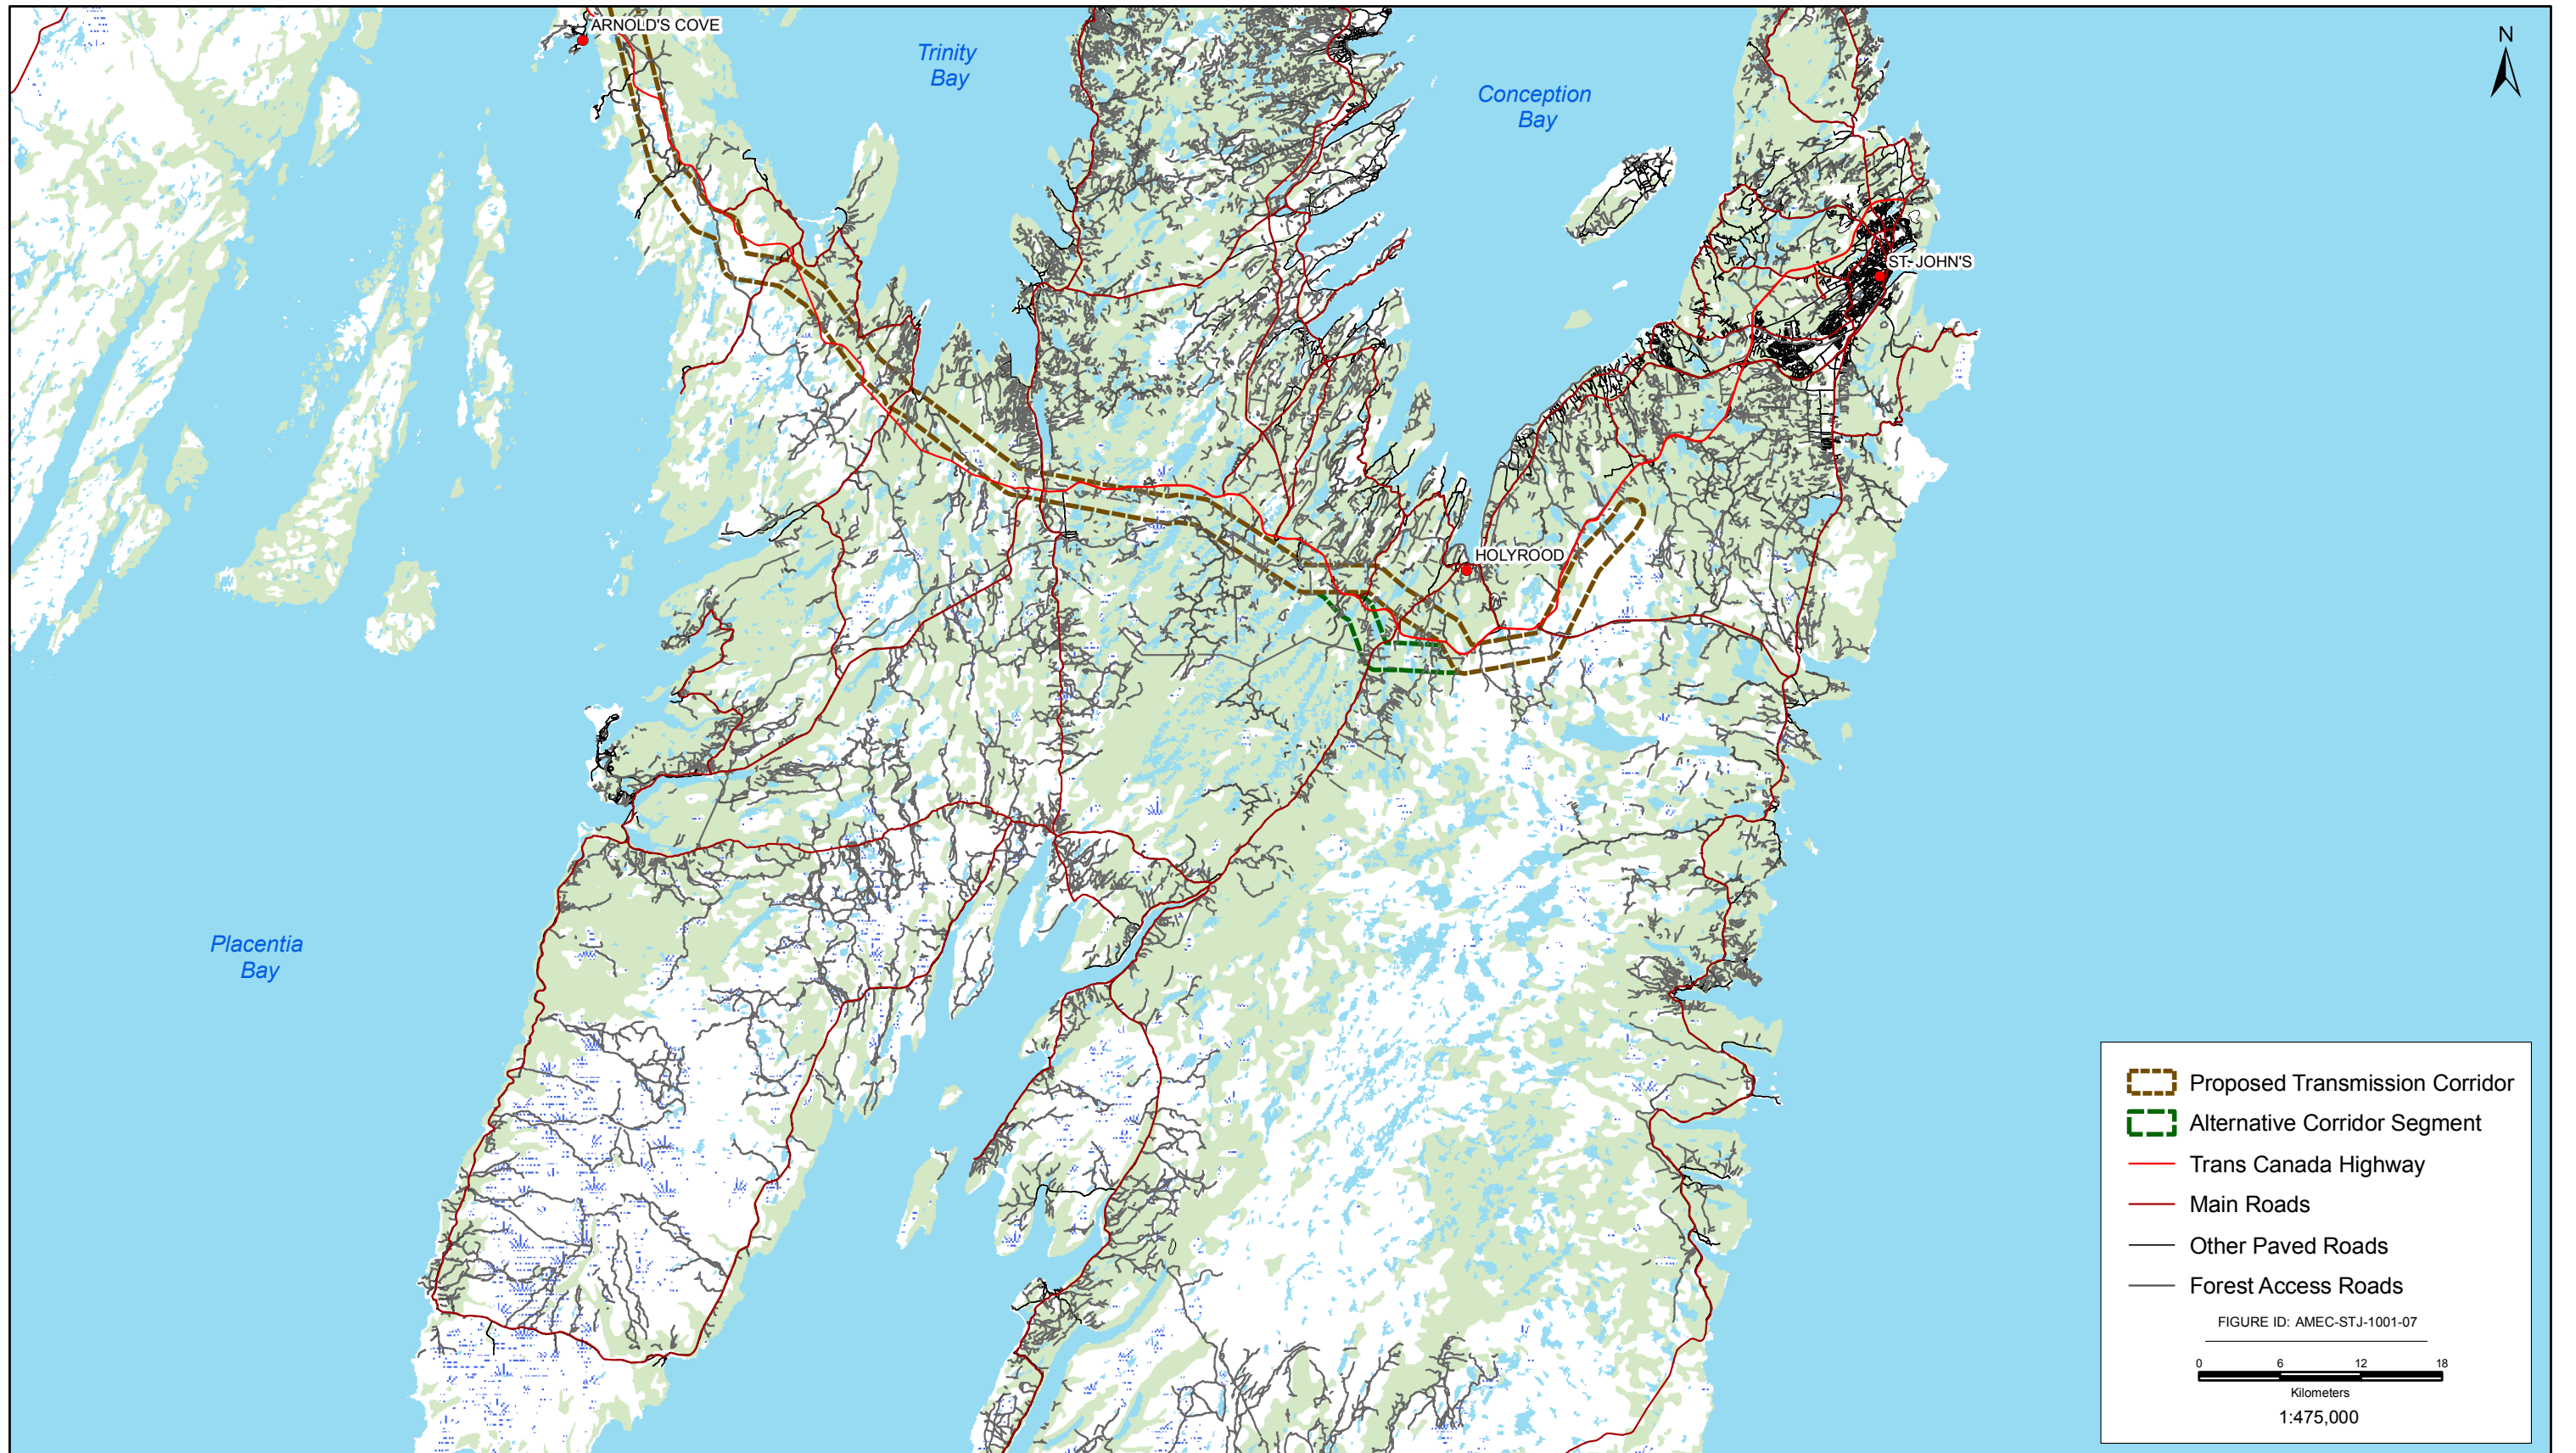 ARNOLD'S COVE
Trinity
Bay
Conception
Bay
N
ST. JOHN'S
HOLYROOD
Placentia
Bay
Proposed Transmission Corridor
Alternative Corridor Segment
Trans Canada Highway
Main Roads
Other Paved Roads
Forest Access Roads
FIGURE ID: AMEC-STJ-1001-07
0 6 12 18
Kilometers
1:475,000